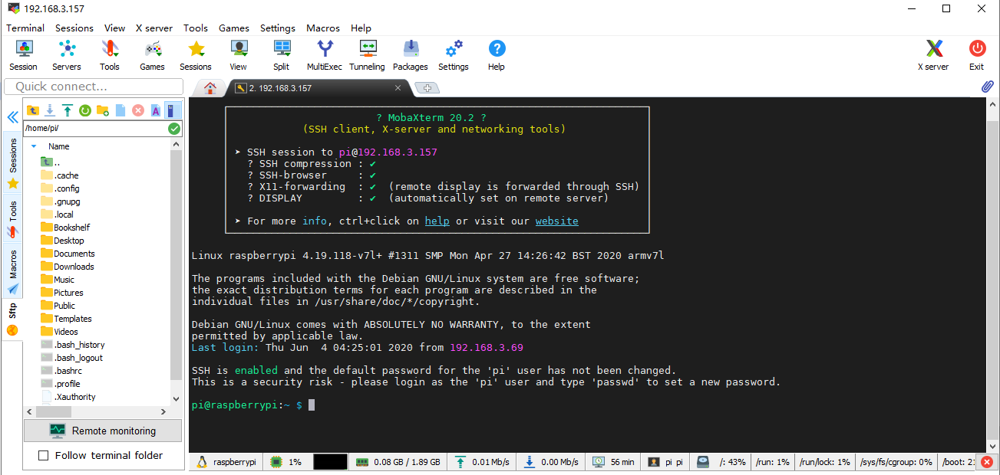 192.168.3.157
Terminal Sessions View X server Tools Games Settings Macros Help
Session Servers Tools Games Sessions View Split MultiExec Tunneling Packages Settings Help X server Exit
Quick connect...
2. 192.168.3.157
/home/pi/
Name
..
.cache
.config
.gnupg
.local
Bookshelf
Desktop
Documents
Downloads
Music
Pictures
Public
Templates
Videos
.bash_history
.bash_logout
.bashrc
.profile
.Xauthority
Sessions
Tools
Macros
Sftp
Remote monitoring
Follow terminal folder
? MobaXterm 20.2 ?
(SSH client, X-server and networking tools)
➤ SSH session to pi@192.168.3.157
? SSH compression : ✔
? SSH-browser : ✔
? X11-forwarding : ✔ (remote display is forwarded through SSH)
? DISPLAY : ✔ (automatically set on remote server)
➤ For more info, ctrl+click on help or visit our website
Linux raspberrypi 4.19.118-v7l+ #1311 SMP Mon Apr 27 14:26:42 BST 2020 armv7l
The programs included with the Debian GNU/Linux system are free software;
the exact distribution terms for each program are described in the
individual files in /usr/share/doc/*/copyright.
Debian GNU/Linux comes with ABSOLUTELY NO WARRANTY, to the extent
permitted by applicable law.
Last login: Thu Jun  4 04:25:01 2020 from 192.168.3.69
SSH is enabled and the default password for the 'pi' user has not been changed.
This is a security risk - please login as the 'pi' user and type 'passwd' to set a new password.
pi@raspberrypi:~ $
raspberrypi 1% 0.08 GB / 1.89 GB 0.01 Mb/s 0.00 Mb/s 56 min pi pi /: 43% /run: 1% /run/lock: 1% /sys/fs/cgroup: 0% /boot: